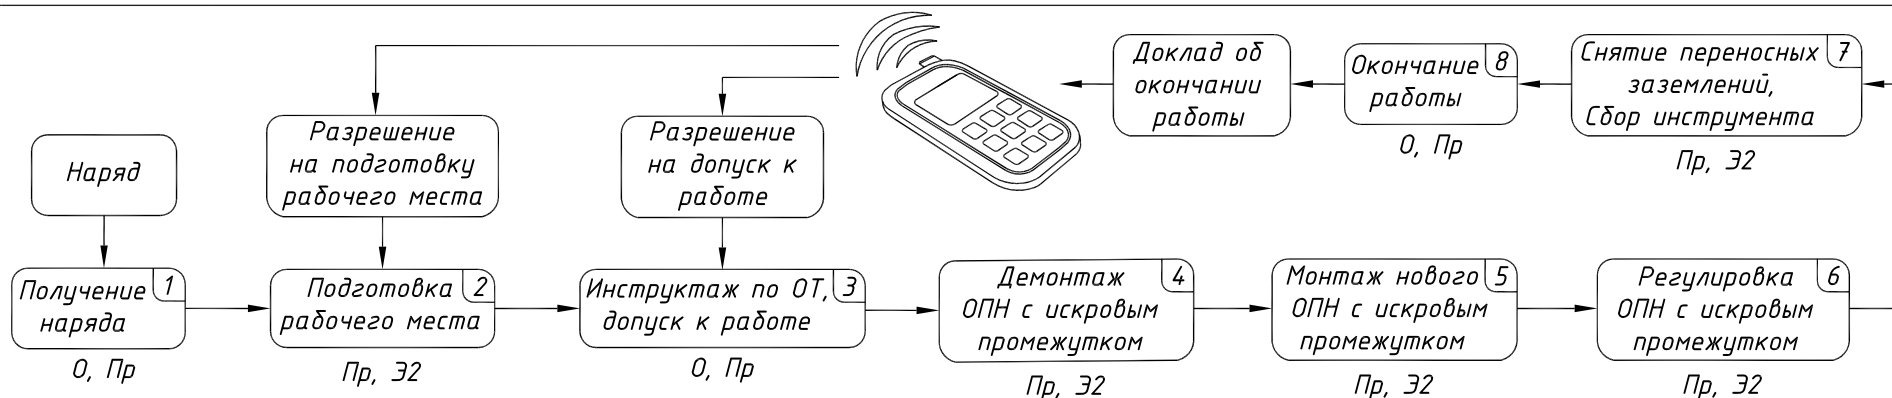 Наряд
Получение 1
наряда
О, Пр
Разрешение
на подготовку
рабочего места
Подготовка 2
рабочего места
Пр, Э2
Разрешение
на допуск к
работе
Инструктаж по ОТ, 3
допуск к работе
О, Пр
Демонтаж 4
ОПН с искровым
промежутком
Пр, Э2
Монтаж нового 5
ОПН с искровым
промежутком
Пр, Э2
Регулировка 6
ОПН с искровым
промежутком
Пр, Э2
Снятие переносных 7
заземлений,
Сбор инструмента
Пр, Э2
Окончание 8
работы
О, Пр
Доклад об
окончании
работы